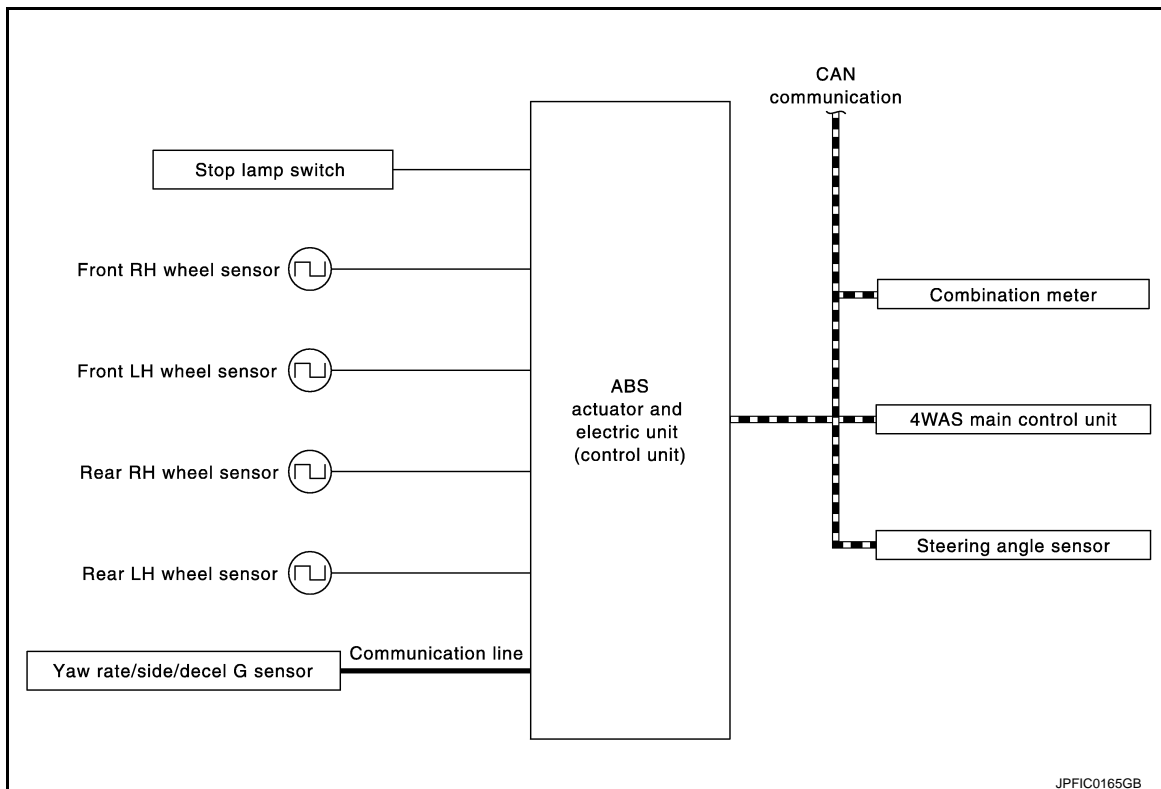 CAN
communication
Stop lamp switch
Front RH wheel sensor
Combination meter
Front LH wheel sensor
ABS
actuator and
electric unit
(control unit)
4WAS main control unit
Rear RH wheel sensor
Steering angle sensor
Rear LH wheel sensor
Communication line
Yaw rate/side/decel G sensor
JPFIC0165GB